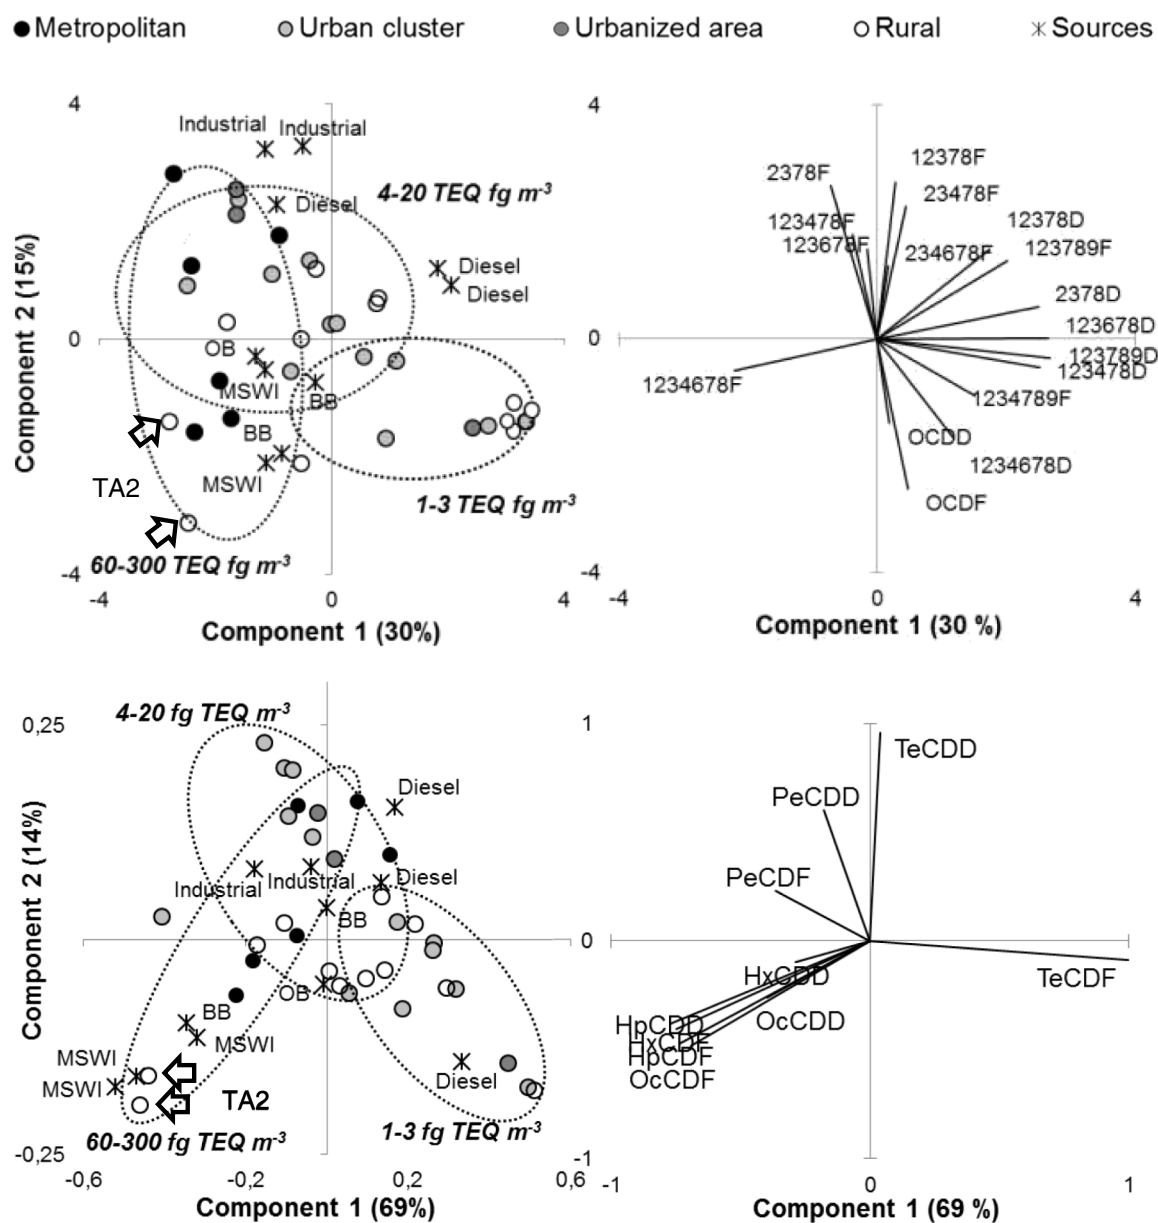 Metropolitan Urban cluster Urbanized area Rural Sources
4
Industrial Industrial
4-20 TEQ fg m-3
Diesel
Diesel
Diesel
Component 2 (15%)
0
OB
MSWI
BB
BB
MSWI
TA2
1-3 TEQ fg m-3
60-300 TEQ fg m-3
-4
-4 0 4
Component 1 (30%)
4
12378F
2378F
23478F
123478F
12378D
123678F
234678F
123789F
2378D
123678D
0
123789D
123478D
1234678F
1234789F
OCDD
1234678D
OCDF
-4
-4 0 4
Component 1 (30 %)
4-20 fg TEQ m-3
0,25
Diesel
Component 2 (14%)
Industrial Industrial
Diesel
BB
OB
BB
MSWI
MSWI
MSWI
Diesel
TA2
60-300 fg TEQ m-3
1-3 fg TEQ m-3
-0,25
-0,6 -0,2 0,2 0,6
Component 1 (69%)
1
TeCDD
PeCDD
PeCDF
0
HxCDD
TeCDF
HpCDD
OcCDD
HxCDF
HpCDF
OcCDF
-1
-1 0 1
Component 1 (69 %)